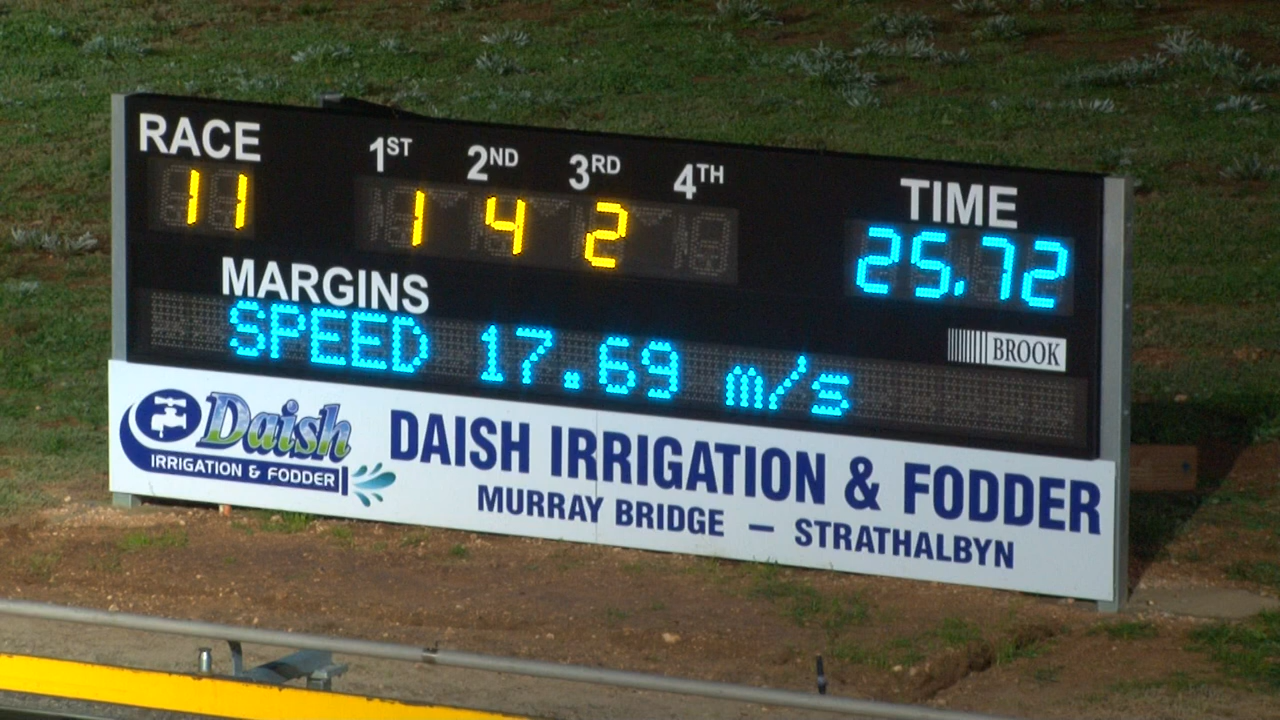 RACE 1ST 2ND 3RD 4TH TIME
11 1 4 2 25.72
MARGINS
SPEED 17.69 m/s
BROOK
Daish
IRRIGATION & FODDER
DAISH IRRIGATION & FODDER
MURRAY BRIDGE – STRATHALBYN